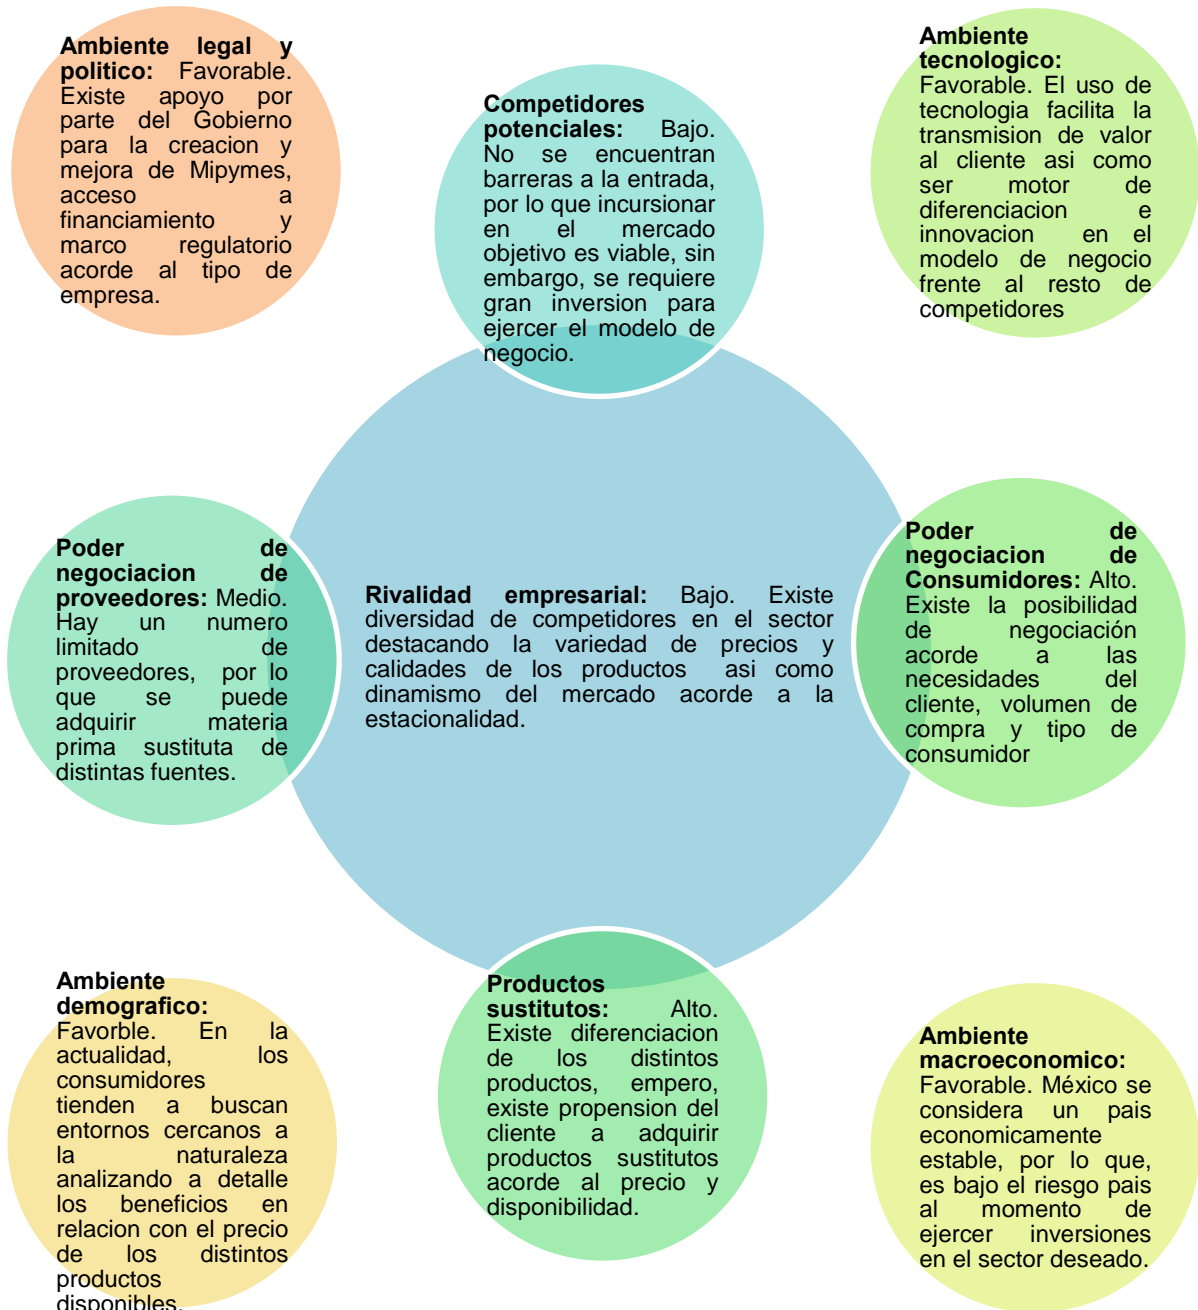 Ambiente legal y
politico: Favorable.
Existe apoyo por
parte del Gobierno
para la creacion y
mejora de Mipymes,
acceso a
financiamiento y
marco regulatorio
acorde al tipo de
empresa.
Competidores
potenciales: Bajo.
No se encuentran
barreras a la entrada,
por lo que incursionar
en el mercado
objetivo es viable, sin
embargo, se requiere
gran inversion para
ejercer el modelo de
negocio.
Ambiente
tecnologico:
Favorable. El uso de
tecnologia facilita la
transmision de valor
al cliente asi como
ser motor de
diferenciacion e
innovacion en el
modelo de negocio
frente al resto de
competidores
Poder de
negociacion de
proveedores: Medio.
Hay un numero
limitado de
proveedores, por lo
que se puede
adquirir materia
prima sustituta de
distintas fuentes.
Rivalidad empresarial: Bajo. Existe
diversidad de competidores en el sector
destacando la variedad de precios y
calidades de los productos asi como
dinamismo del mercado acorde a la
estacionalidad.
Poder de
negociacion de
Consumidores: Alto.
Existe la posibilidad
de negociación
acorde a las
necesidades del
cliente, volumen de
compra y tipo de
consumidor
Ambiente
demografico:
Favorble. En la
actualidad, los
consumidores
tienden a buscan
entornos cercanos a
la naturaleza
analizando a detalle
los beneficios en
relacion con el precio
de los distintos
productos
disponibles.
Productos
sustitutos: Alto.
Existe diferenciacion
de los distintos
productos, empero,
existe propension del
cliente a adquirir
productos sustitutos
acorde al precio y
disponibilidad.
Ambiente
macroeconomico:
Favorable. México se
considera un pais
economicamente
estable, por lo que,
es bajo el riesgo pais
al momento de
ejercer inversiones
en el sector deseado.